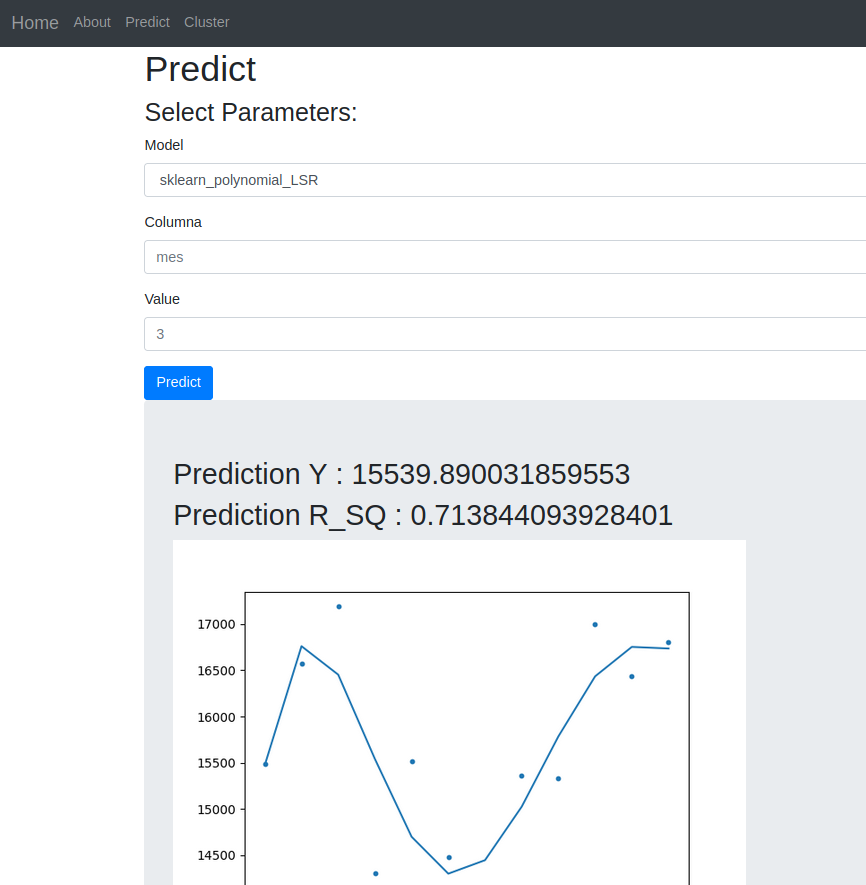 Home About Predict Cluster
Predict
Select Parameters:
Model
sklearn_polynomial_LSR
Columna
mes
Value
3
Predict
Prediction Y : 15539.890031859553
Prediction R_SQ : 0.713844093928401
17000
16500
16000
15500
15000
14500